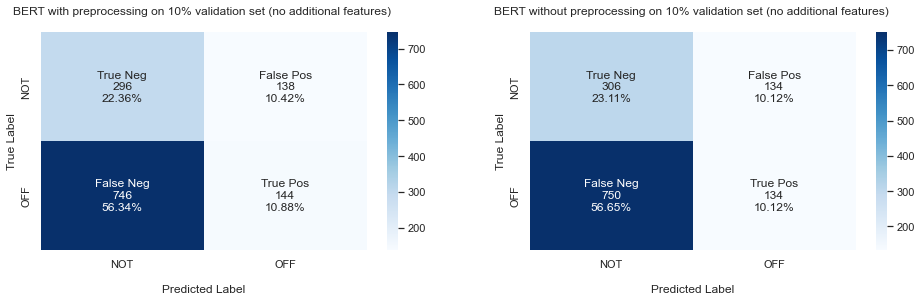 BERT with preprocessing on 10% validation set (no additional features)
True Label
NOT
OFF
True Neg
296
22.36%
False Pos
138
10.42%
False Neg
746
56.34%
True Pos
144
10.88%
NOT
OFF
Predicted Label
700
600
500
400
300
200
BERT without preprocessing on 10% validation set (no additional features)
True Label
NOT
OFF
True Neg
306
23.11%
False Pos
134
10.12%
False Neg
750
56.65%
True Pos
134
10.12%
NOT
OFF
Predicted Label
700
600
500
400
300
200